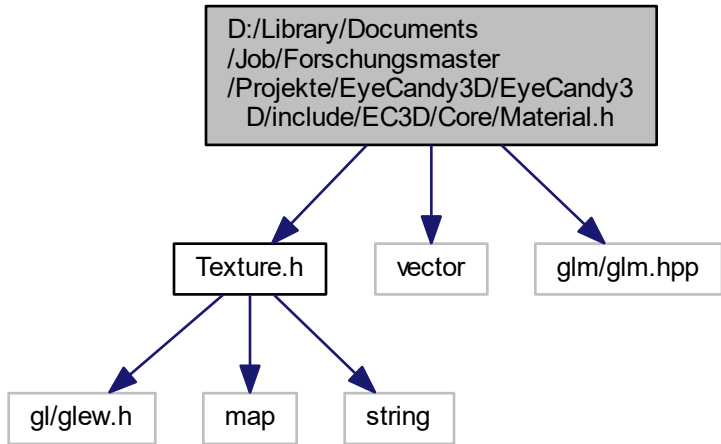 D:/Library/Documents
/Job/Forschungsmaster
/Projekte/EyeCandy3D/EyeCandy3
D/include/EC3D/Core/Material.h
Texture.h
vector
glm/glm.hpp
gl/glew.h
map
string